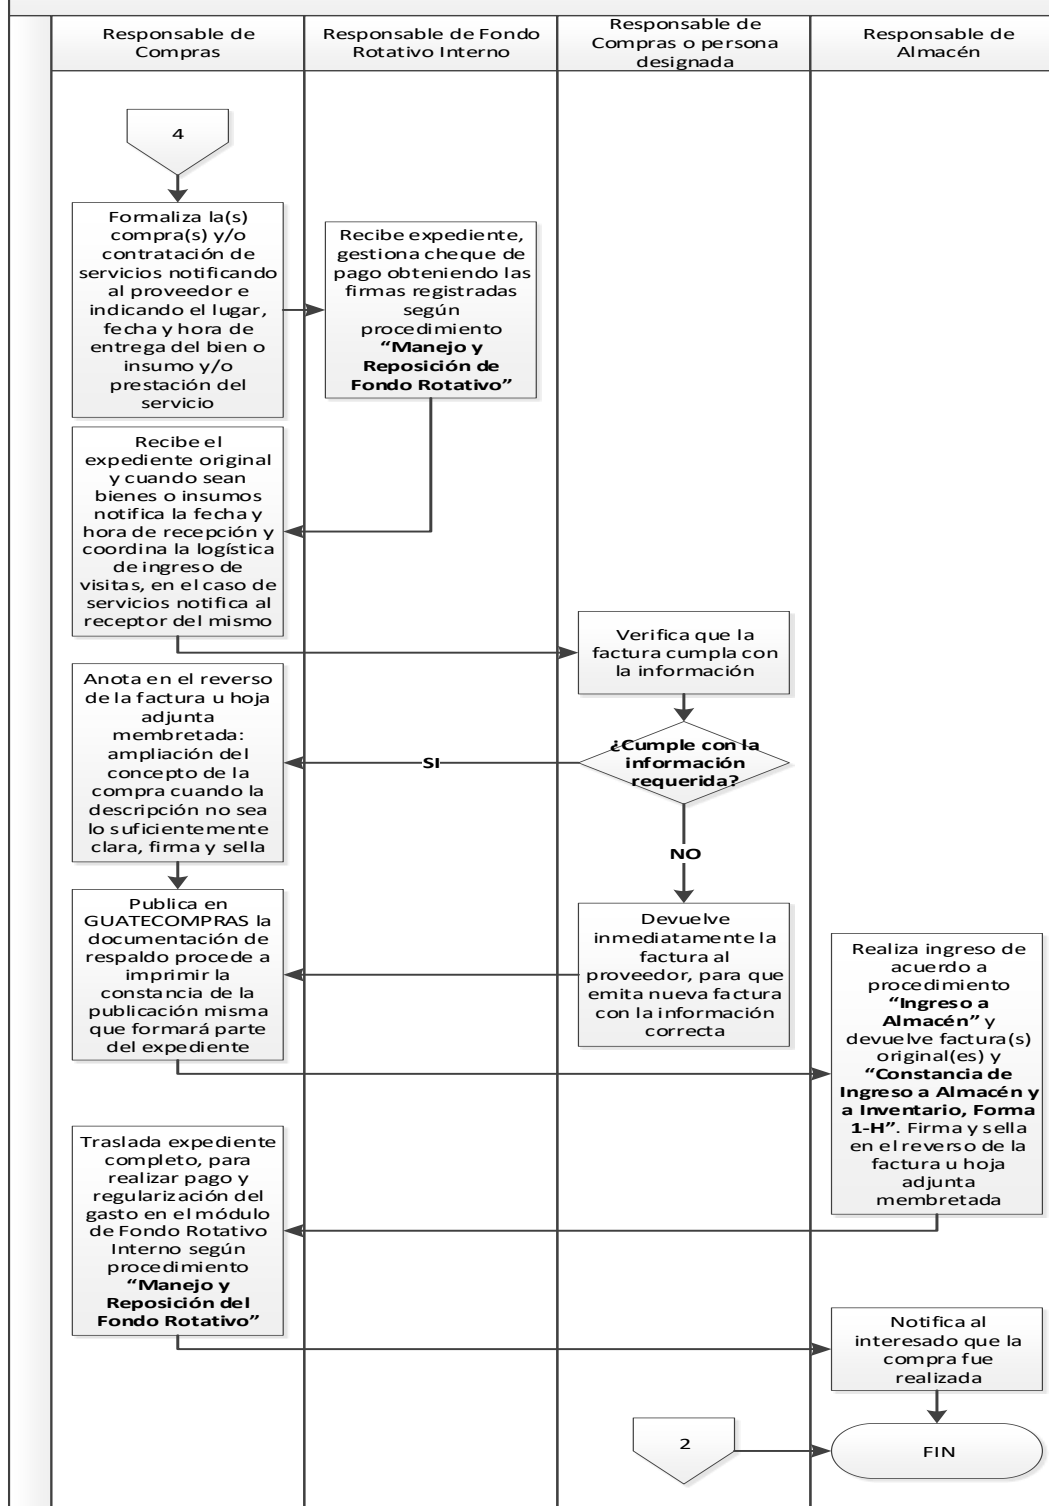 Responsable de
Compras
Responsable de Fondo
Rotativo Interno
Responsable de
Compras o persona
designada
Responsable de
Almacén
4
Formaliza la(s)
compra(s) y/o
contratación de
servicios notificando
al proveedor e
indicando el lugar,
fecha y hora de
entrega del bien o
insumo y/o
prestación del
servicio
Recibe expediente,
gestiona cheque de
pago obteniendo las
firmas registradas
según
procedimiento
“Manejo y
Reposición de
Fondo Rotativo”
Recibe el
expediente original
y cuando sean
bienes o insumos
notifica la fecha y
hora de recepción y
coordina la logística
de ingreso de
visitas, en el caso de
servicios notifica al
receptor del mismo
Verifica que la
factura cumpla con
la información
¿Cumple con la
información
requerida?
SI
NO
Anota en el reverso
de la factura u hoja
adjunta
membretada:
ampliación del
concepto de la
compra cuando la
descripción no sea
lo suficientemente
clara, firma y sella
Devuelve
inmediatamente la
factura al
proveedor, para que
emita nueva factura
con la información
correcta
Publica en
GUATECOMPRAS la
documentación de
respaldo procede a
imprimir la
constancia de la
publicación misma
que formará parte
del expediente
Realiza ingreso de
acuerdo a
procedimiento
“Ingreso a
Almacén” y
devuelve factura(s)
original(es) y
“Constancia de
Ingreso a Almacén y
a Inventario, Forma
1-H”. Firma y sella
en el reverso de la
factura u hoja
adjunta
membretada
Traslada expediente
completo, para
realizar pago y
regularización del
gasto en el módulo
de Fondo Rotativo
Interno según
procedimiento
“Manejo y
Reposición del
Fondo Rotativo”
Notifica al
interesado que la
compra fue
realizada
2
FIN